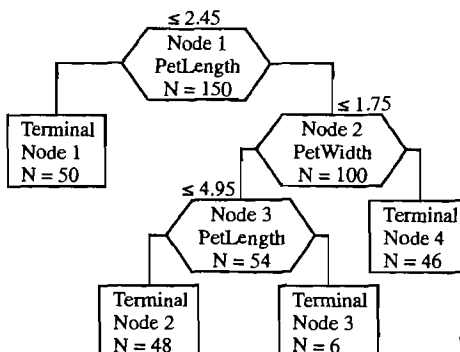 ≤ 2.45
Node 1
PetLength
N = 150
Terminal
Node 1
N = 50
≤ 1.75
Node 2
PetWidth
N = 100
≤ 4.95
Node 3
PetLength
N = 54
Terminal
Node 4
N = 46
Terminal
Node 2
N = 48
Terminal
Node 3
N = 6